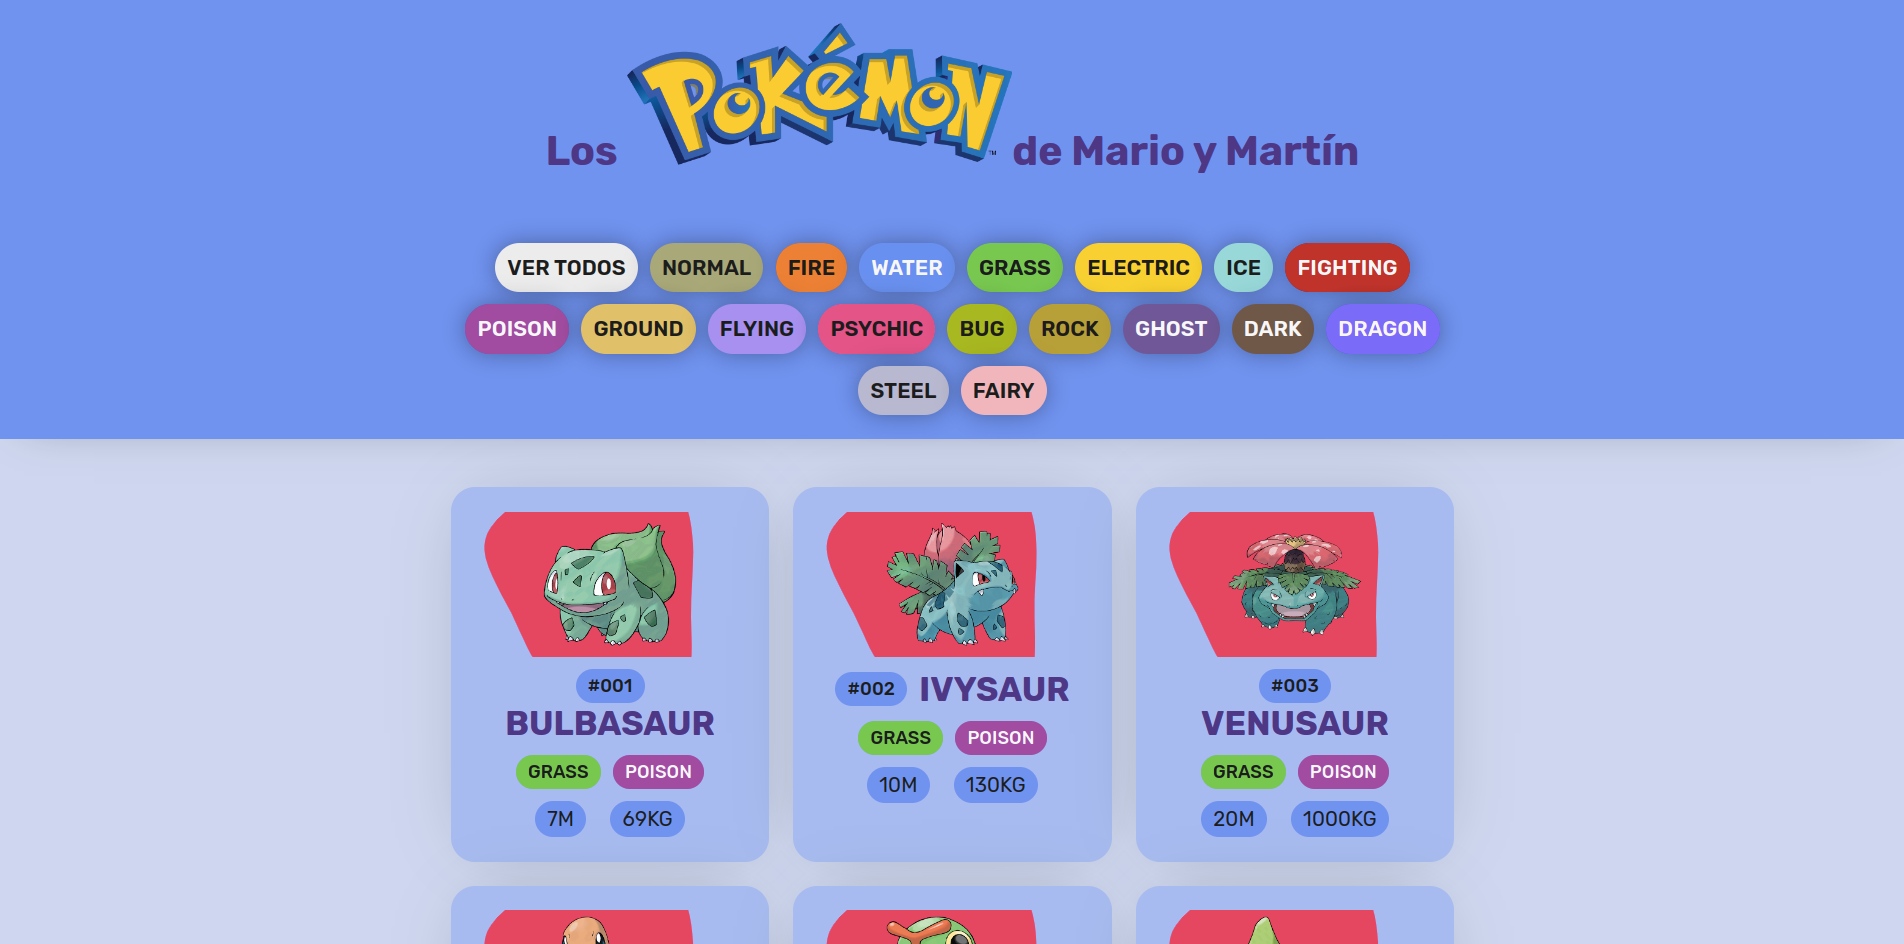 Los Pokémon de Mario y Martín
TM
VER TODOS NORMAL FIRE WATER GRASS ELECTRIC ICE FIGHTING
POISON GROUND FLYING PSYCHIC BUG ROCK GHOST DARK DRAGON
STEEL FAIRY
#001
BULBASAUR
GRASS POISON
7M 69KG
#002 IVYSAUR
GRASS POISON
10M 130KG
#003
VENUSAUR
GRASS POISON
20M 1000KG